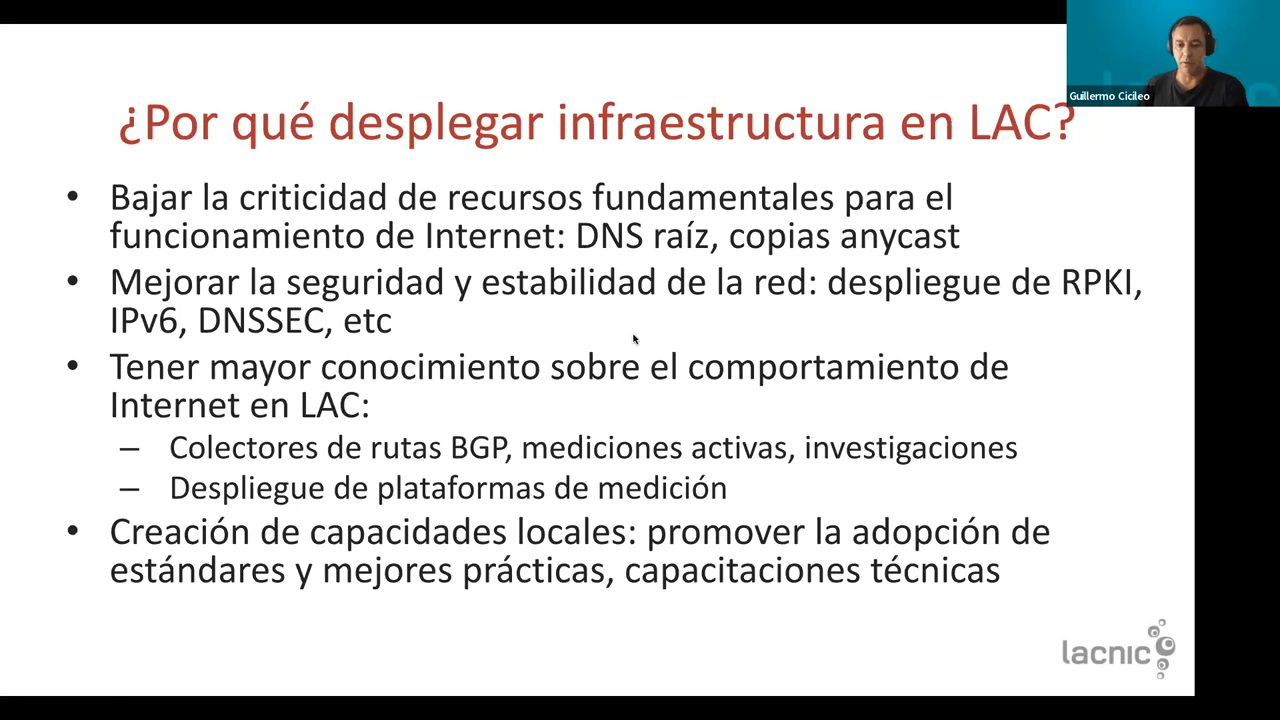 Guillermo Cicileo
¿Por qué desplegar infraestructura en LAC?
• Bajar la criticidad de recursos fundamentales para el
funcionamiento de Internet: DNS raíz, copias anycast
• Mejorar la seguridad y estabilidad de la red: despliegue de RPKI,
IPv6, DNSSEC, etc
• Tener mayor conocimiento sobre el comportamiento de
Internet en LAC:
– Colectores de rutas BGP, mediciones activas, investigaciones
– Despliegue de plataformas de medición
• Creación de capacidades locales: promover la adopción de
estándares y mejores prácticas, capacitaciones técnicas
lacnic